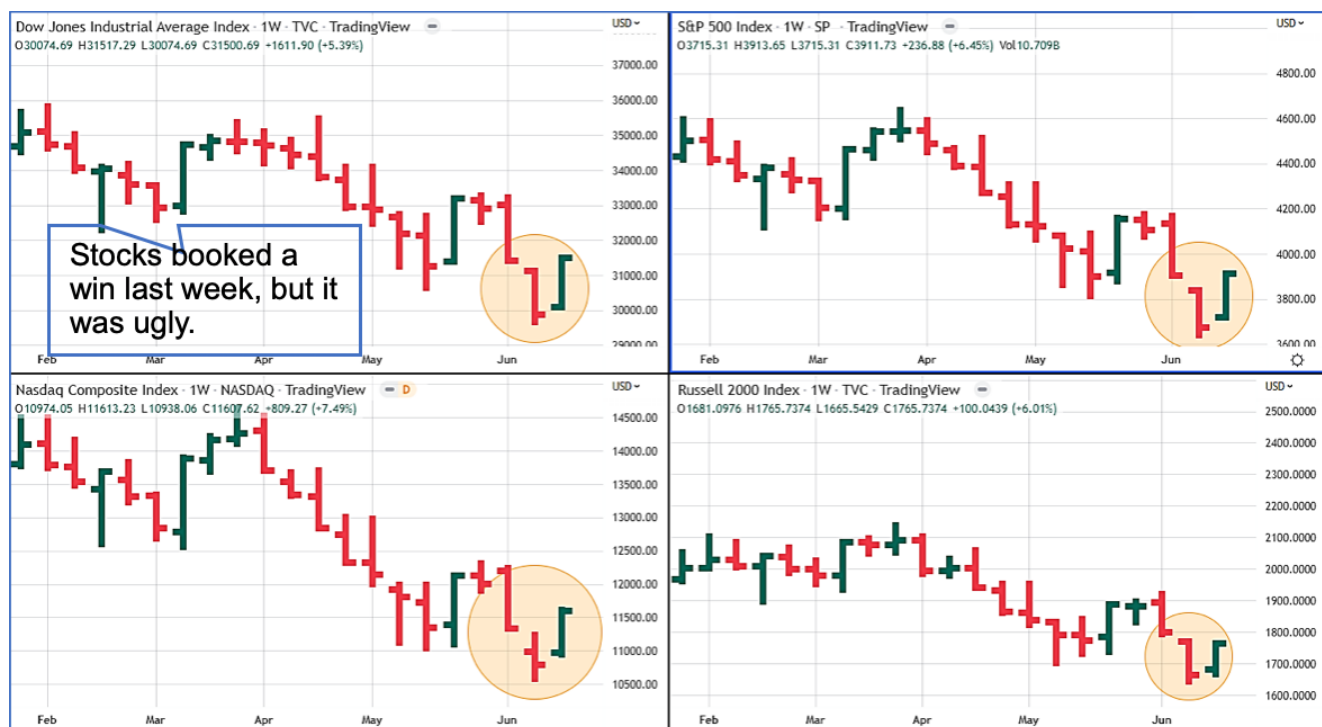 Dow Jones Industrial Average Index · 1W · TVC · TradingView
USD
O30074.69 H31517.29 L30074.69 C31500.69 +1611.90 (+5.39%)
37000.00
36000.00
35000.00
34000.00
33000.00
32000.00
31000.00
30000.00
29000.00
Stocks booked a
win last week, but it
was ugly.
Feb Mar Apr May Jun
S&P 500 Index · 1W · SP · TradingView
USD
O3715.31 H3913.65 L3715.31 C3911.73 +236.88 (+6.45%) Vol10.709B
4800.00
4600.00
4400.00
4200.00
4000.00
3800.00
3600.00
Feb Mar Apr May Jun
Nasdaq Composite Index · 1W · NASDAQ · TradingView D
USD
O10974.05 H11613.23 L10938.06 C11607.62 +809.27 (+7.49%)
14500.00
14000.00
13500.00
13000.00
12500.00
12000.00
11500.00
11000.00
10500.00
Feb Mar Apr May Jun
Russell 2000 Index · 1W · TVC · TradingView
USD
O1681.0976 H1765.7374 L1665.5429 C1765.7374 +100.0439 (+6.01%)
2500.0000
2400.0000
2300.0000
2200.0000
2100.0000
2000.0000
1900.0000
1800.0000
1700.0000
1600.0000
Feb Mar Apr May Jun